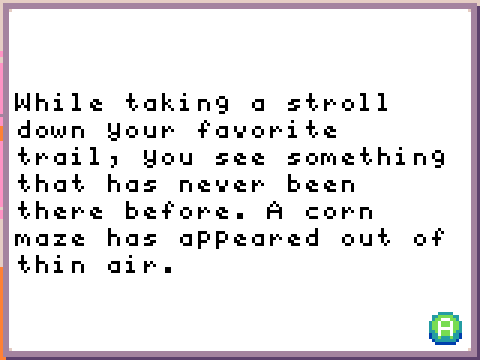 While taking a stroll
down your favorite
trail, you see something
that has never been
there before. A corn
maze has appeared out of
thin air.
A